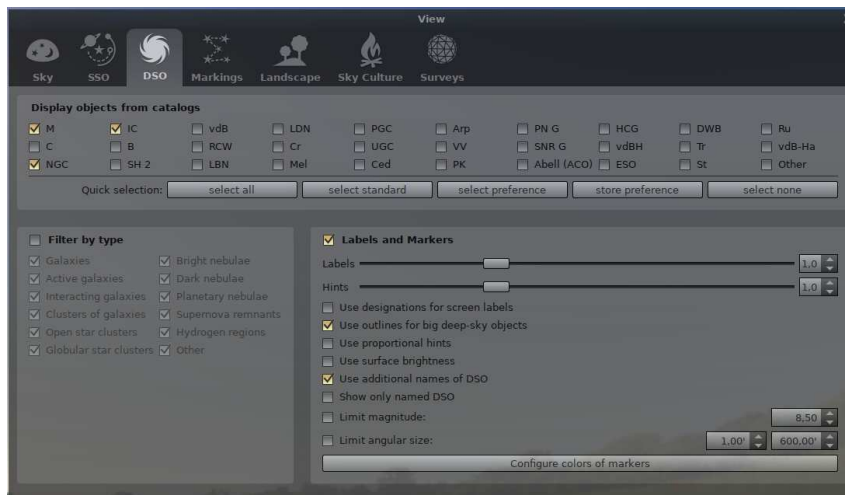 View
Sky SSO DSO Markings Landscape Sky Culture Surveys
Display objects from catalogs
M IC vdB LDN PGC Arp PN G HCG DWB Ru
C B RCW Cr UGC VV SNR G vdBH Tr vdB-Ha
NGC SH 2 LBN Mel Ced PK Abell (ACO) ESO St Other
Quick selection: select all select standard select preference store preference select none
Filter by type
Galaxies Bright nebulae
Active galaxies Dark nebulae
Interacting galaxies Planetary nebulae
Clusters of galaxies Supernova remnants
Open star clusters Hydrogen regions
Globular star clusters Other
Labels and Markers
Labels 1,0
Hints 1,0
Use designations for screen labels
Use outlines for big deep-sky objects
Use proportional hints
Use surface brightness
Use additional names of DSO
Show only named DSO
Limit magnitude: 8,50
Limit angular size: 1,00' 600,00'
Configure colors of markers